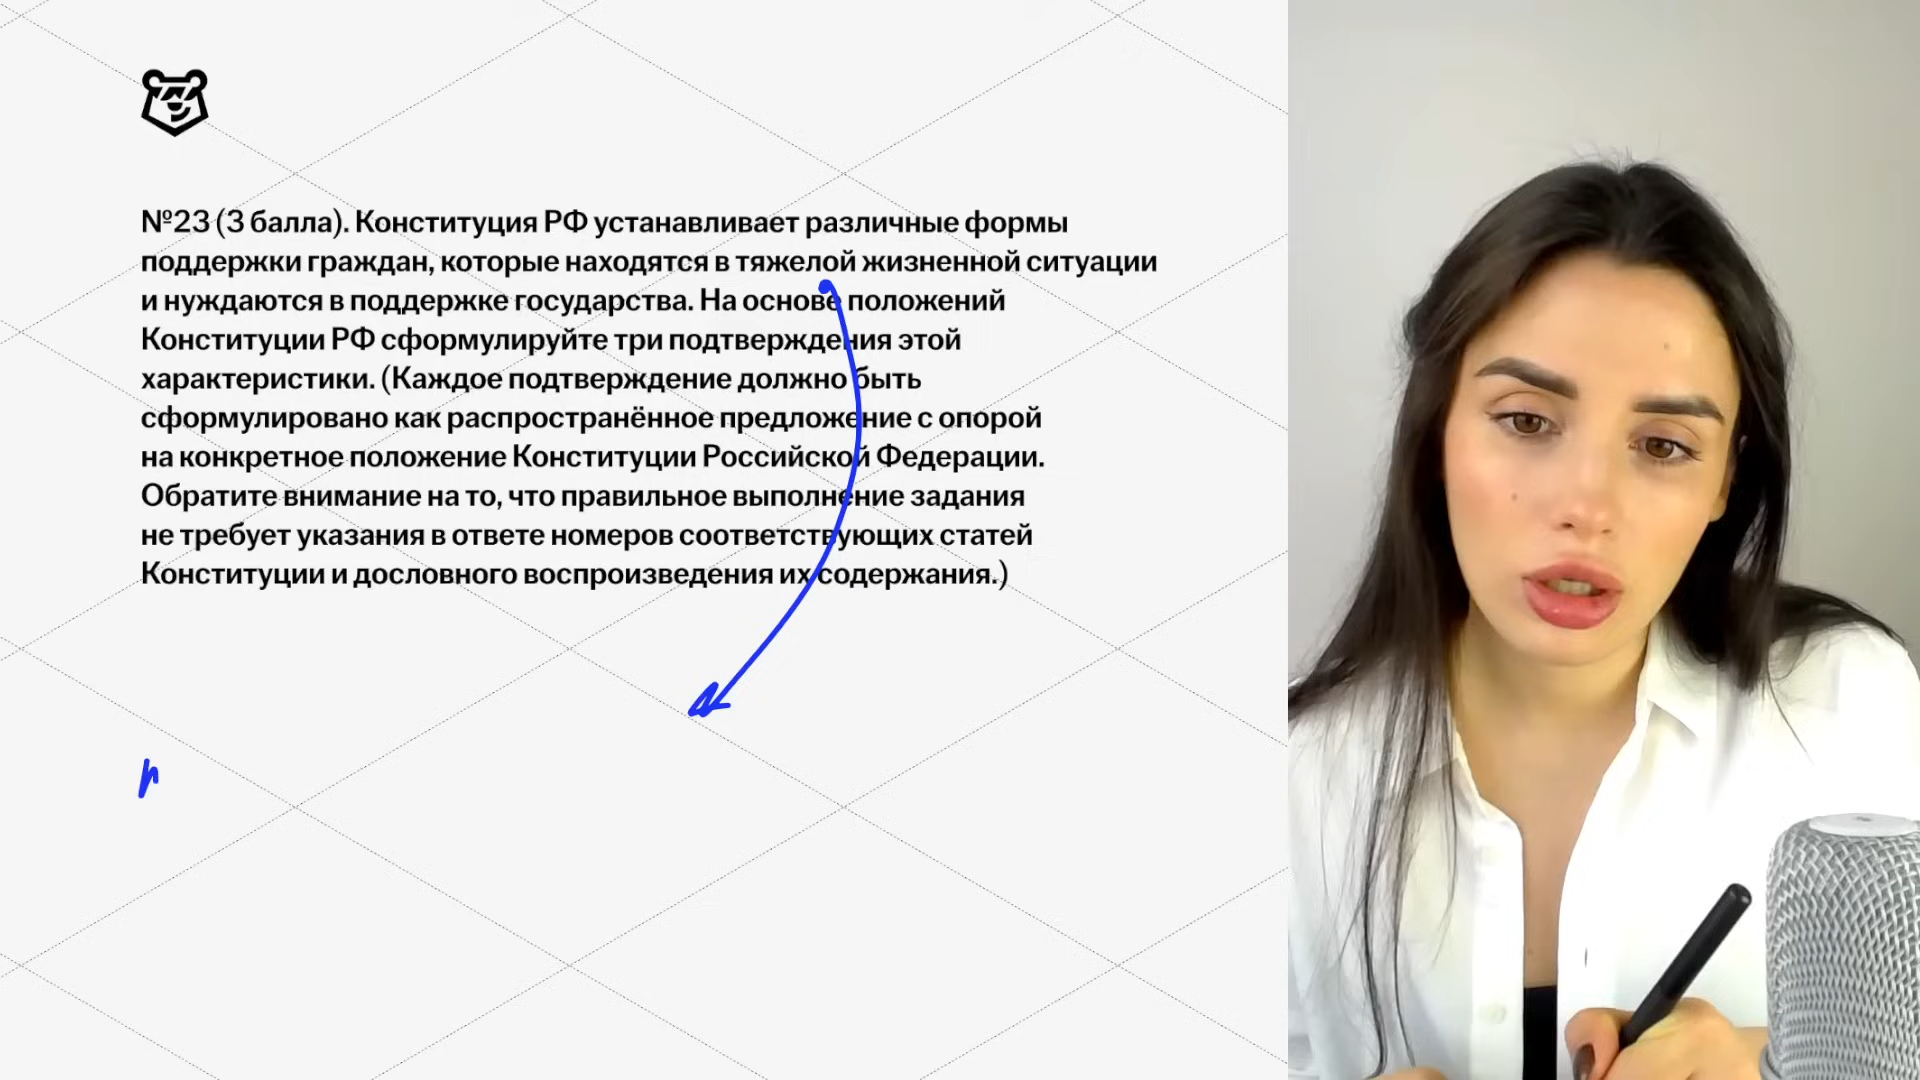 №23 (3 балла). Конституция РФ устанавливает различные формы
поддержки граждан, которые находятся в тяжелой жизненной ситуации
и нуждаются в поддержке государства. На основе положений
Конституции РФ сформулируйте три подтверждения этой
характеристики. (Каждое подтверждение должно быть
сформулировано как распространённое предложение с опорой
на конкретное положение Конституции Российской Федерации.
Обратите внимание на то, что правильное выполнение задания
не требует указания в ответе номеров соответствующих статей
Конституции и дословного воспроизведения их содержания.)